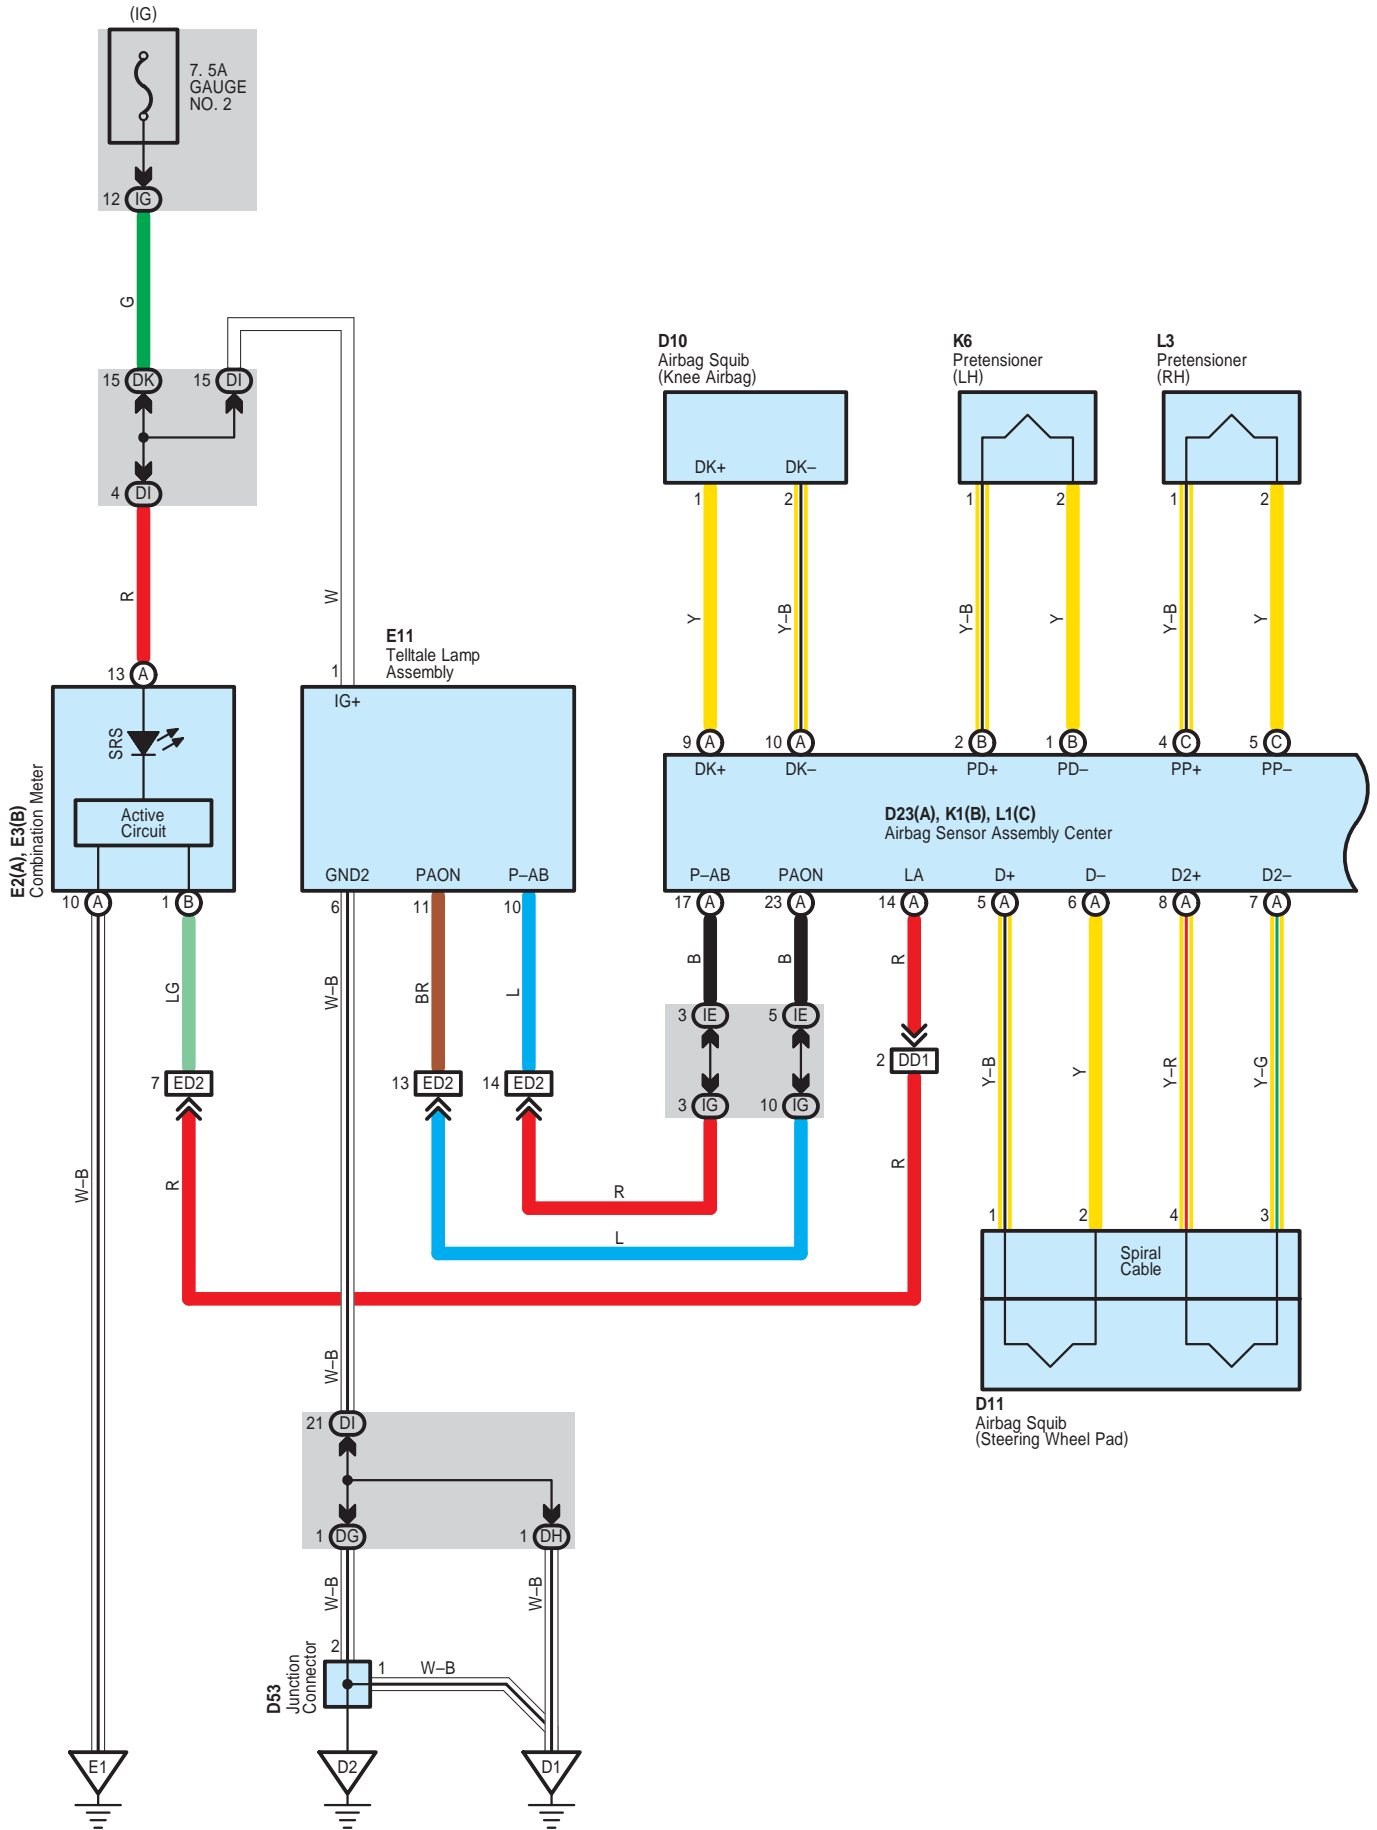 (IG)
7. 5A
GAUGE
NO. 2
12 IG
G
15 DK
15 DI
4 DI
R
W
13 A
SRS
Active
Circuit
E2(A), E3(B)
Combination Meter
10 A
1 B
E11
Telltale Lamp
Assembly
1
IG+
GND2
PAON
P–AB
6
11
10
D10
Airbag Squib
(Knee Airbag)
DK+
DK–
1
2
Y
Y–B
K6
Pretensioner
(LH)
1
2
Y–B
Y
L3
Pretensioner
(RH)
1
2
Y–B
Y
9 A
10 A
2 B
1 B
4 C
5 C
DK+
DK–
PD+
PD–
PP+
PP–
D23(A), K1(B), L1(C)
Airbag Sensor Assembly Center
P–AB
PAON
LA
D+
D–
D2+
D2–
17 A
23 A
14 A
5 A
6 A
8 A
7 A
LG
W–B
BR
L
B
B
R
3 IE
5 IE
2 DD1
Y–B
Y
Y–R
Y–G
7 ED2
13 ED2
14 ED2
3 IG
10 IG
W–B
R
R
R
L
1
2
4
3
Spiral
Cable
W–B
D11
Airbag Squib
(Steering Wheel Pad)
21 DI
1 DG
1 DH
W–B
W–B
2
1
W–B
D53
Junction
Connector
E1
D2
D1